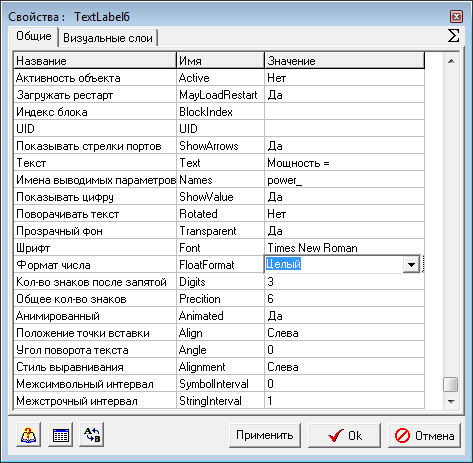 Свойства : TextLabel6
Общие Визуальные слои Σ
Название Имя Значение
Активность объекта Active Нет
Загружать рестарт MayLoadRestart Да
Индекс блока BlockIndex
UID UID
Показывать стрелки портов ShowArrows Да
Текст Text Мощность =
Имена выводимых параметров Names power_
Показывать цифру ShowValue Да
Поворачивать текст Rotated Нет
Прозрачный фон Transparent Да
Шрифт Font Times New Roman
Формат числа FloatFormat Целый
Кол-во знаков после запятой Digits 3
Общее кол-во знаков Precition 6
Анимированный Animated Да
Положение точки вставки Align Слева
Угол поворота текста Angle 0
Стиль выравнивания Alignment Слева
Межсимвольный интервал SymbolInterval 0
Межстрочный интервал StringInterval 1
A B Применить Ok Отмена